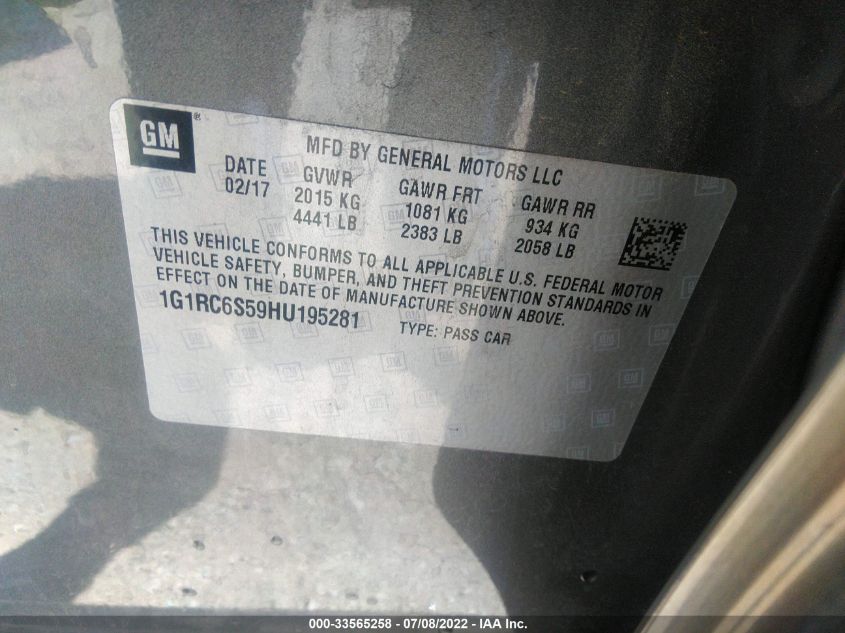 GM®
MFD BY GENERAL MOTORS LLC
DATE GVWR GAWR FRT GAWR RR
02/17 2015 KG 1081 KG 934 KG
4441 LB 2383 LB 2058 LB
THIS VEHICLE CONFORMS TO ALL APPLICABLE U.S. FEDERAL MOTOR
VEHICLE SAFETY, BUMPER, AND THEFT PREVENTION STANDARDS IN
EFFECT ON THE DATE OF MANUFACTURE SHOWN ABOVE.
1G1RC6S59HU195281 TYPE: PASS CAR
000-33565258 - 07/08/2022 - IAA Inc.